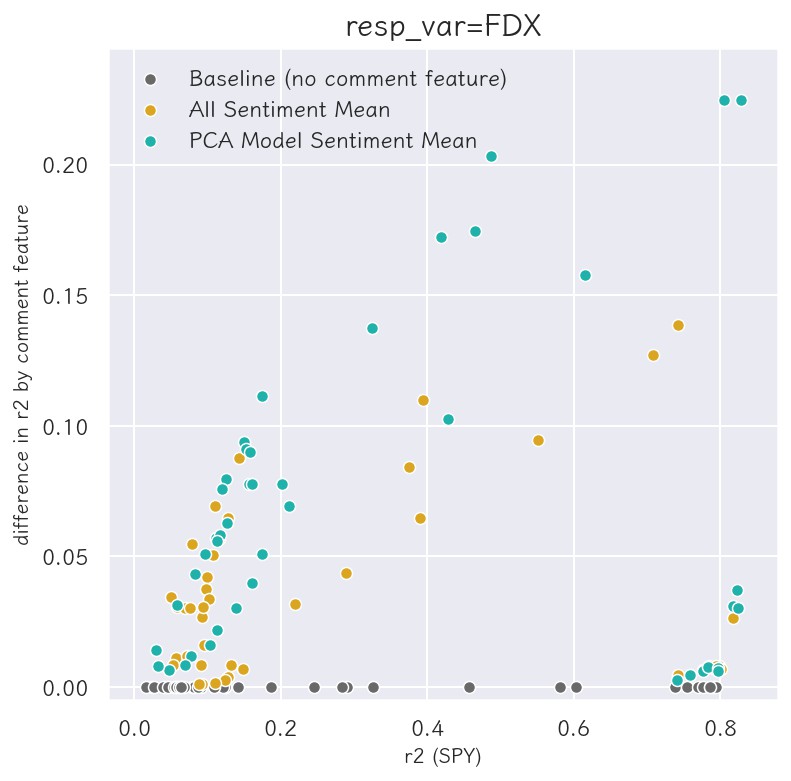 resp_var=FDX
Baseline (no comment feature)
All Sentiment Mean
PCA Model Sentiment Mean
difference in r2 by comment feature
0.20
0.15
0.10
0.05
0.00
0.0 0.2 0.4 0.6 0.8
r2 (SPY)